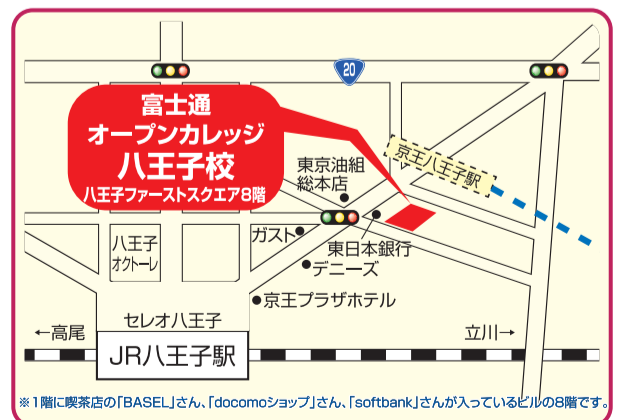 20
富士通
オープンカレッジ
八王子校
八王子ファーストスクエア8階
京王八王子駅
東京油組
総本店
ガスト
東日本銀行
デニーズ
八王子
オクトーレ
京王プラザホテル
セレオ八王子
←高尾
立川→
JR八王子駅
※1階に喫茶店の「BASEL」さん、「docomoショップ」さん、「softbank」さんが入っているビルの8階です。